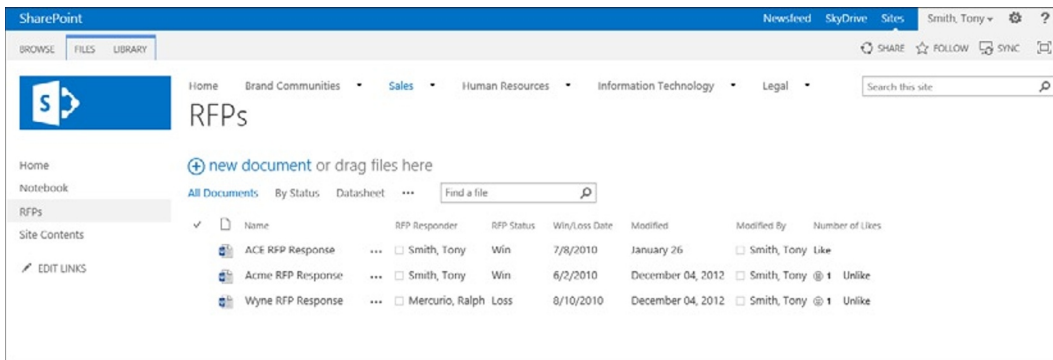 SharePoint Newsfeed SkyDrive Sites Smith, Tony ?
BROWSE FILES LIBRARY SHARE FOLLOW SYNC
S Home Brand Communities Sales Human Resources Information Technology Legal Search this site
RFPs
Home
Notebook
RFPs
Site Contents
EDIT LINKS
new document or drag files here
All Documents By Status Datasheet ••• Find a file
Name RFP Responder RFP Status Win/Loss Date Modified Modified By Number of Likes
ACE RFP Response ••• Smith, Tony Win 7/8/2010 January 26 Smith, Tony Like
Acme RFP Response ••• Smith, Tony Win 6/2/2010 December 04, 2012 Smith, Tony 1 Unlike
Wyne RFP Response ••• Mercurio, Ralph Loss 8/10/2010 December 04, 2012 Smith, Tony 1 Unlike